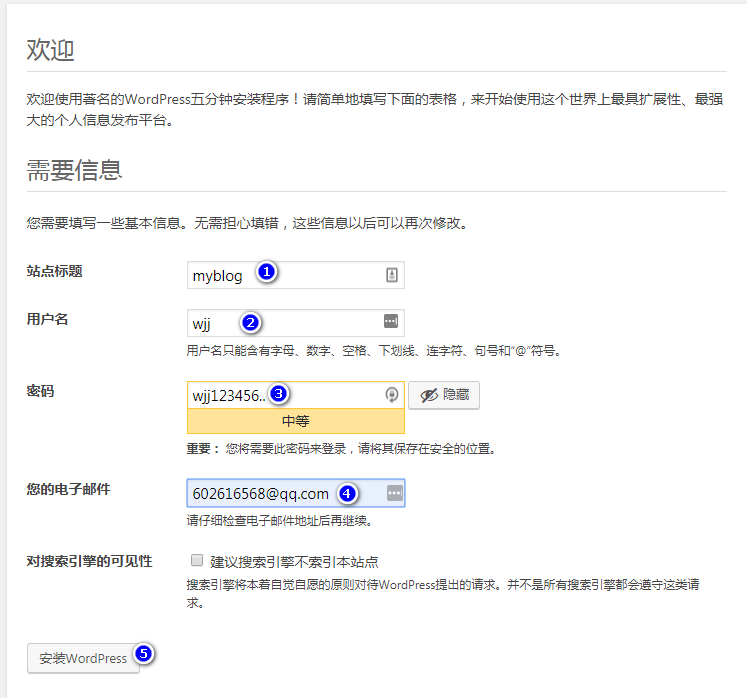 欢迎
欢迎使用著名的WordPress五分钟安装程序！请简单地填写下面的表格，来开始使用这个世界上最具扩展性、最强
大的个人信息发布平台。
需要信息
您需要填写一些基本信息。无需担心填错，这些信息以后可以再次修改。
站点标题 myblog 1
用户名 wjj 2
用户名只能含有字母、数字、空格、下划线、连字符、句号和“@”符号。
密码 wjj123456.. 3 隐藏
中等
重要： 您将需要此密码来登录，请将其保存在安全的位置。
您的电子邮件 602616568@qq.com 4
请仔细检查电子邮件地址后再继续。
对搜索引擎的可见性 建议搜索引擎不索引本站点
搜索引擎将本着自觉自愿的原则对待WordPress提出的请求。并不是所有搜索引擎都会遵守这类请
求。
安装WordPress 5